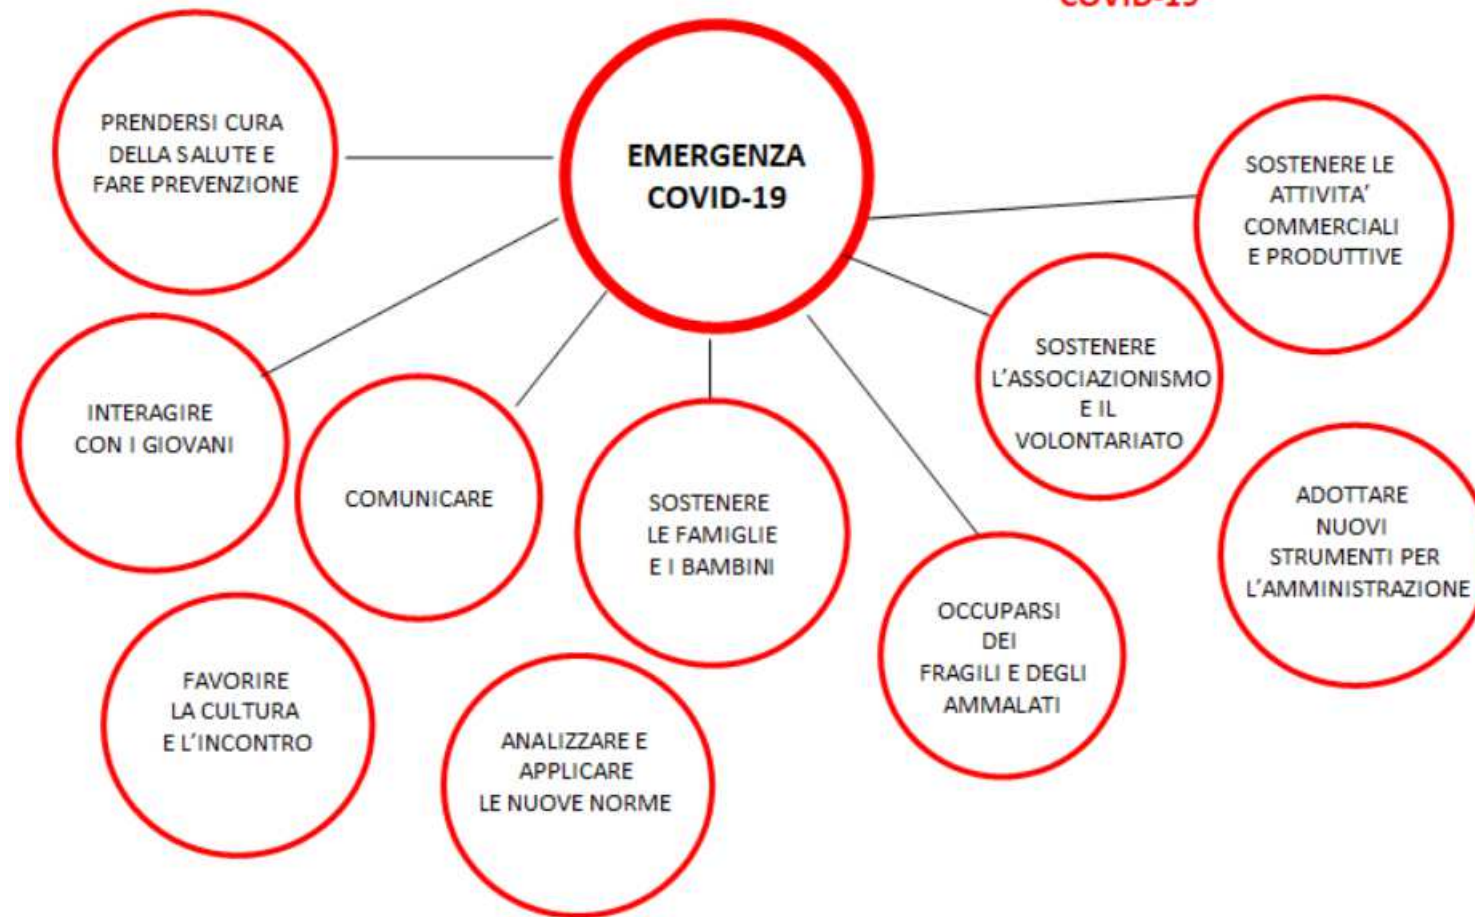 COVID-19
EMERGENZA
COVID-19
PRENDERSI CURA
DELLA SALUTE E
FARE PREVENZIONE
SOSTENERE LE
ATTIVITA’
COMMERCIALI
E PRODUTTIVE
INTERAGIRE
CON I GIOVANI
COMUNICARE
SOSTENERE
LE FAMIGLIE
E I BAMBINI
SOSTENERE
L’ASSOCIAZIONISMO
E IL
VOLONTARIATO
ADOTTARE
NUOVI
STRUMENTI PER
L’AMMINISTRAZIONE
OCCUPARSI
DEI
FRAGILI E DEGLI
AMMALATI
FAVORIRE
LA CULTURA
E L’INCONTRO
ANALIZZARE E
APPLICARE
LE NUOVE NORME